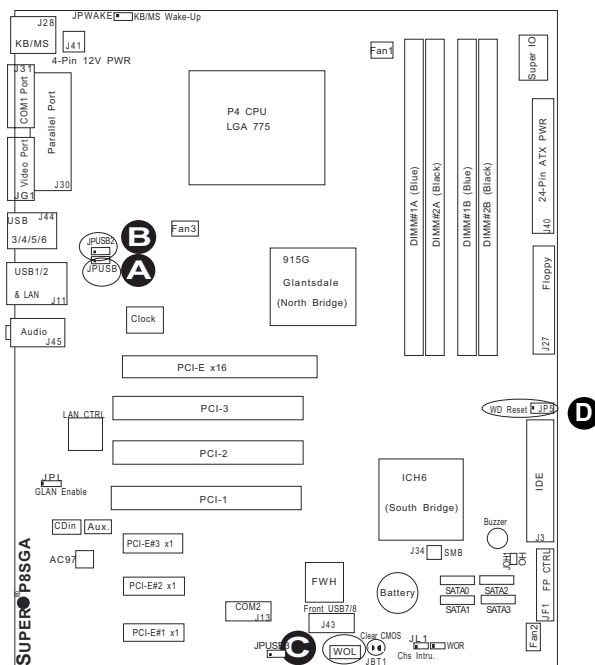 J28
KB/MS
JPWAKE
KB/MS Wake-Up
J41
4-Pin 12V PWR
Fan1
Super IO
J31
COM1 Port
Parallel Port
J30
Video Port
JG1
P4 CPU
LGA 775
DIMM#1A (Blue)
DIMM#2A (Black)
DIMM#1B (Blue)
DIMM#2B (Black)
24-Pin ATX PWR
J40
USB
J44
3/4/5/6
JPUSB2
B
Fan3
JPUSB
A
USB1/2
& LAN
J11
915G
Glantsdale
(North Bridge)
Floppy
J27
Clock
Audio
J45
PCI-E x16
LAN CTRL
PCI-3
WD Reset
JP5
D
PCI-2
JPL
GLAN Enable
PCI-1
ICH6
(South Bridge)
IDE
J3
Buzzer
CDin
Aux.
AC97
PCI-E#3 x1
J34
SMB
JOH1
OH
PCI-E#2 x1
FWH
Battery
SATA0
SATA2
SATA1
SATA3
JF1 FP CTRL
COM2
J13
Front USB7/8
J43
PCI-E#1 x1
JPUSB3
C
WOL
Clear CMOS
JBT1
JL1
Chs Intru.
WOR
Fan2
SUPER P8SGA